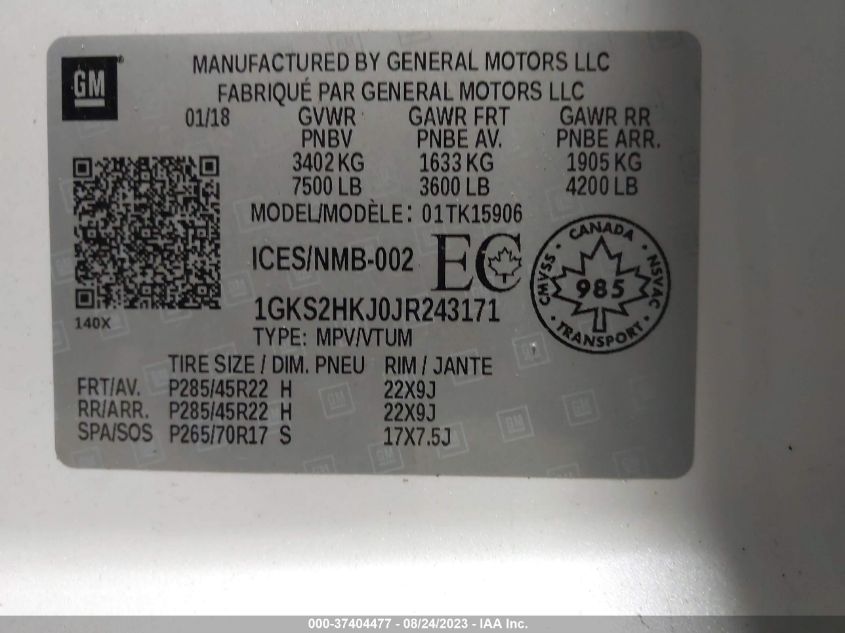 GM
MANUFACTURED BY GENERAL MOTORS LLC
FABRIQUÉ PAR GENERAL MOTORS LLC
01/18 GVWR GAWR FRT GAWR RR
PNBV PNBE AV. PNBE ARR.
3402 KG 1633 KG 1905 KG
7500 LB 3600 LB 4200 LB
MODEL/MODÈLE: 01TK15906
ICES/NMB-002 EC
CANADA
CMVSS 985 NSVAC
TRANSPORT
140X
1GKS2HKJ0JR243171
TYPE: MPV/VTUM
TIRE SIZE / DIM. PNEU RIM / JANTE
FRT/AV. P285/45R22 H 22X9J
RR/ARR. P285/45R22 H 22X9J
SPA/SOS P265/70R17 S 17X7.5J
000-37404477 - 08/24/2023 - IAA Inc.